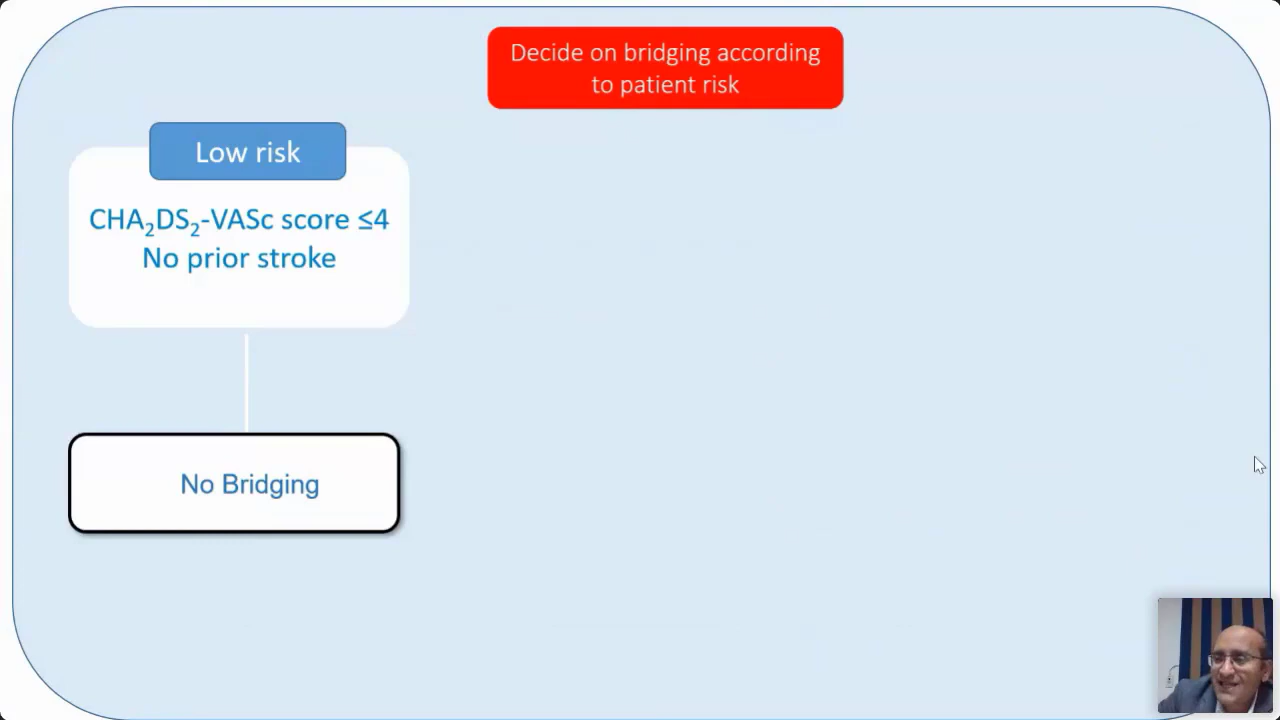 Decide on bridging according
to patient risk
Low risk
CHA₂DS₂-VASc score ≤4
No prior stroke
No Bridging